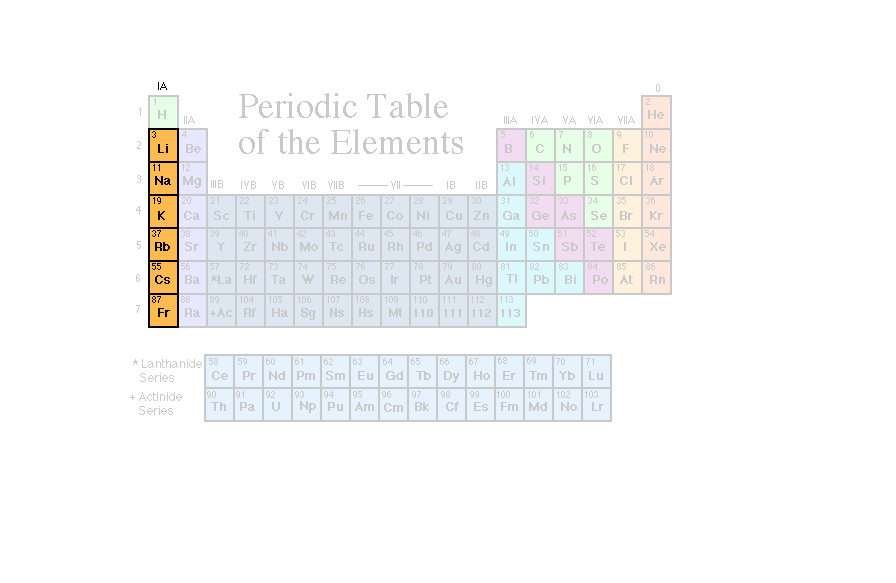 IA 0
1 2
1 H Periodic Table He
IIA IIIA IVA VA VIA VIIA
3 4 5 6 7 8 9 10
2 Li Be of the Elements B C N O F Ne
11 12 13 14 15 16 17 18
3 Na Mg IIIB IVB VB VIB VIIB VII IB IIB Al Si P S Cl Ar
19 20 21 22 23 24 25 26 27 28 29 30 31 32 33 34 35 36
4 K Ca Sc Ti V Cr Mn Fe Co Ni Cu Zn Ga Ge As Se Br Kr
37 38 39 40 41 42 43 44 45 46 47 48 49 50 51 52 53 54
5 Rb Sr Y Zr Nb Mo Tc Ru Rh Pd Ag Cd In Sn Sb Te I Xe
55 56 57 72 73 74 75 76 77 78 79 80 81 82 83 84 85 86
6 Cs Ba *La Hf Ta W Re Os Ir Pt Au Hg Tl Pb Bi Po At Rn
87 88 89 104 105 106 107 108 109 110 111 112 113
7 Fr Ra +Ac Rf Ha Sg Ns Hs Mt 110 111 112 113
* Lanthanide 58 59 60 61 62 63 64 65 66 67 68 69 70 71
Series Ce Pr Nd Pm Sm Eu Gd Tb Dy Ho Er Tm Yb Lu
+ Actinide 90 91 92 93 94 95 96 97 98 99 100 101 102 103
Series Th Pa U Np Pu Am Cm Bk Cf Es Fm Md No Lr